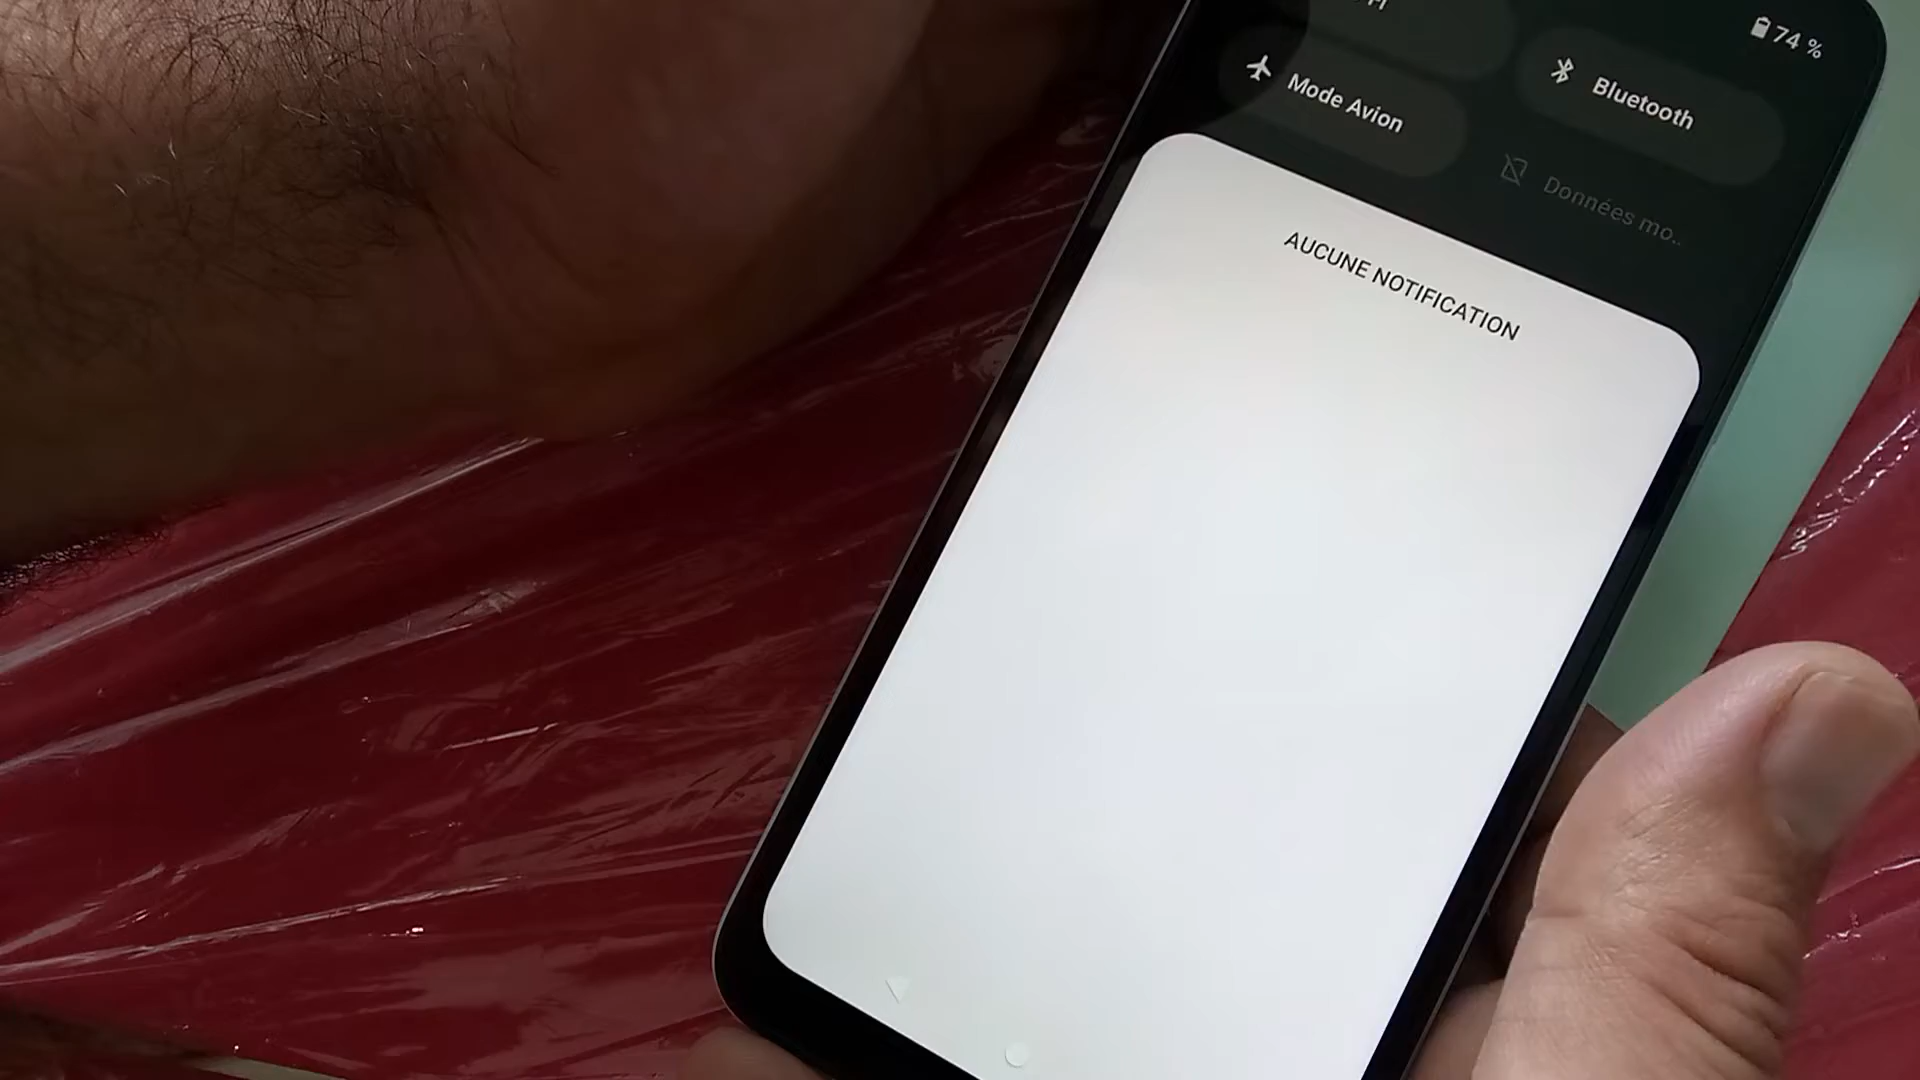 74 %
Mode Avion
Bluetooth
Données mo..
AUCUNE NOTIFICATION